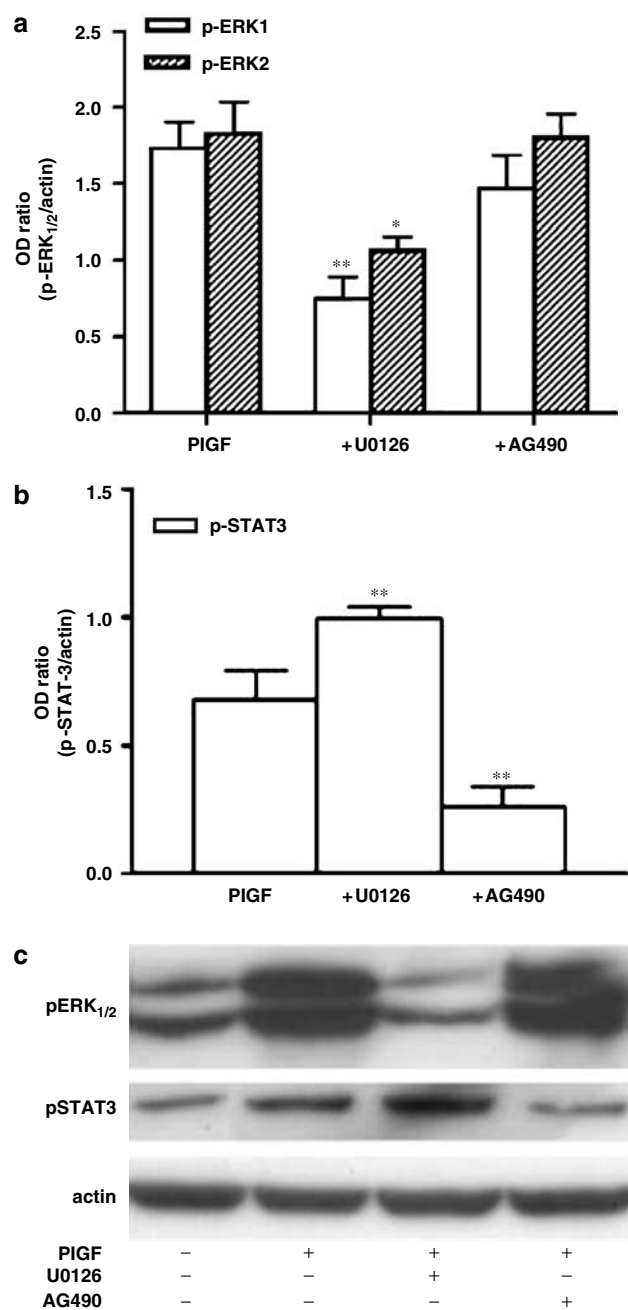 a
p-ERK1
p-ERK2
OD ratio
(p-ERK1/2/actin)
2.5
2.0
1.5
1.0
0.5
0.0
**
*
PlGF
+U0126
+AG490
b
p-STAT3
OD ratio
(p-STAT-3/actin)
1.5
1.0
0.5
0.0
**
**
PlGF
+U0126
+AG490
c
pERK1/2
pSTAT3
actin
PlGF – + + +
U0126 – – + –
AG490 – – – +